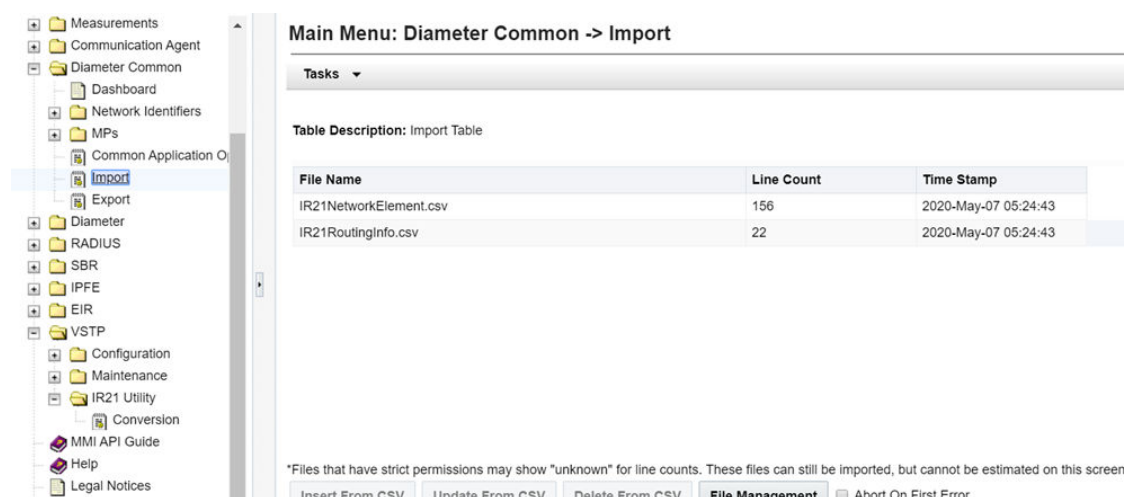 Measurements
Communication Agent
Diameter Common
Dashboard
Network Identifiers
MPs
Common Application O
Import
Export
Diameter
RADIUS
SBR
IPFE
EIR
VSTP
Configuration
Maintenance
IR21 Utility
Conversion
MMI API Guide
Help
Legal Notices
Main Menu: Diameter Common -> Import
Tasks
Table Description: Import Table
File Name Line Count Time Stamp
IR21NetworkElement.csv 156 2020-May-07 05:24:43
IR21RoutingInfo.csv 22 2020-May-07 05:24:43
*Files that have strict permissions may show "unknown" for line counts. These files can still be imported, but cannot be estimated on this screen
Insert From CSV Update From CSV Delete From CSV File Management Abort On First Error